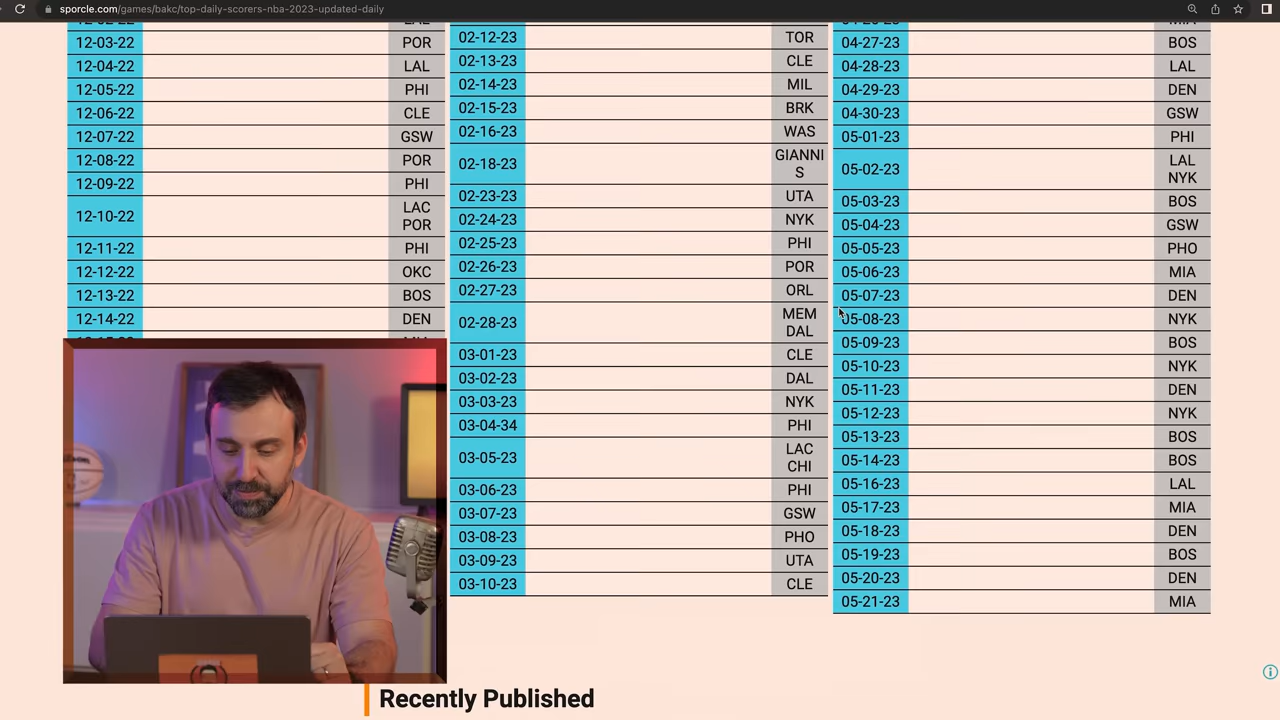 sporcle.com/games/bakc/top-daily-scorers-nba-2023-updated-daily
12-03-22 POR
12-04-22 LAL
12-05-22 PHI
12-06-22 CLE
12-07-22 GSW
12-08-22 POR
12-09-22 PHI
12-10-22 LAC
POR
12-11-22 PHI
12-12-22 OKC
12-13-22 BOS
12-14-22 DEN
02-12-23 TOR
02-13-23 CLE
02-14-23 MIL
02-15-23 BRK
02-16-23 WAS
02-18-23 GIANNI
S
02-23-23 UTA
02-24-23 NYK
02-25-23 PHI
02-26-23 POR
02-27-23 ORL
02-28-23 MEM
DAL
03-01-23 CLE
03-02-23 DAL
03-03-23 NYK
03-04-34 PHI
03-05-23 LAC
CHI
03-06-23 PHI
03-07-23 GSW
03-08-23 PHO
03-09-23 UTA
03-10-23 CLE
04-27-23 BOS
04-28-23 LAL
04-29-23 DEN
04-30-23 GSW
05-01-23 PHI
05-02-23 LAL
NYK
05-03-23 BOS
05-04-23 GSW
05-05-23 PHO
05-06-23 MIA
05-07-23 DEN
05-08-23 NYK
05-09-23 BOS
05-10-23 NYK
05-11-23 DEN
05-12-23 NYK
05-13-23 BOS
05-14-23 BOS
05-16-23 LAL
05-17-23 MIA
05-18-23 DEN
05-19-23 BOS
05-20-23 DEN
05-21-23 MIA
Recently Published